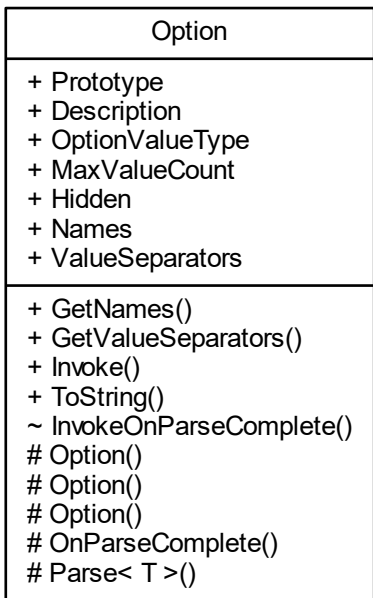 Option
+ Prototype
+ Description
+ OptionValueType
+ MaxValueCount
+ Hidden
+ Names
+ ValueSeparators
+ GetNames()
+ GetValueSeparators()
+ Invoke()
+ ToString()
~ InvokeOnParseComplete()
# Option()
# Option()
# Option()
# OnParseComplete()
# Parse< T >()